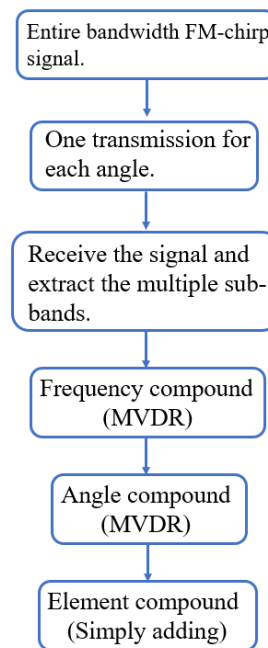 Entire bandwidth FM-chirp
signal.
One transmission for
each angle.
Receive the signal and
extract the multiple sub-
bands.
Frequency compound
(MVDR)
Angle compound
(MVDR)
Element compound
(Simply adding)